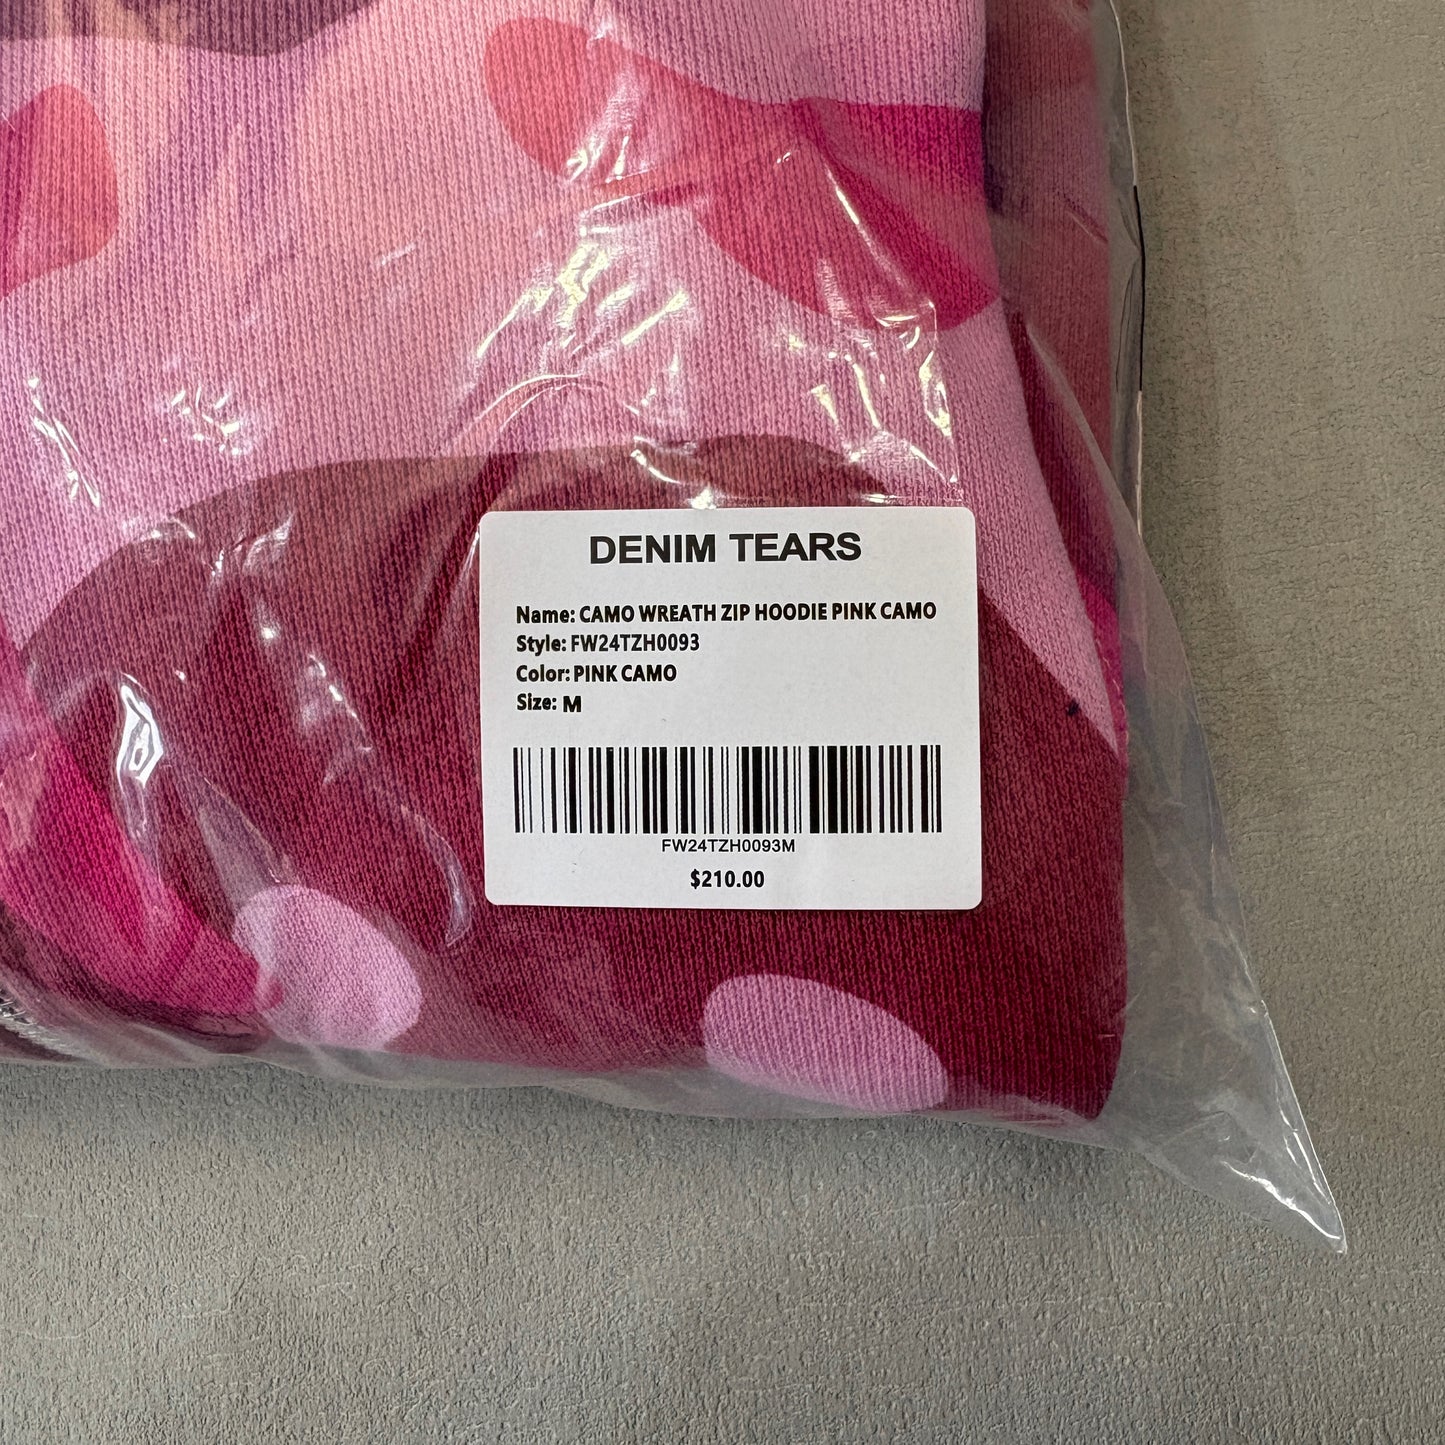 DENIM TEARS
Name: CAMO WREATH ZIP HOODIE PINK CAMO
Style: FW24TZH0093
Color: PINK CAMO
Size: M
FW24TZH0093M
$210.00